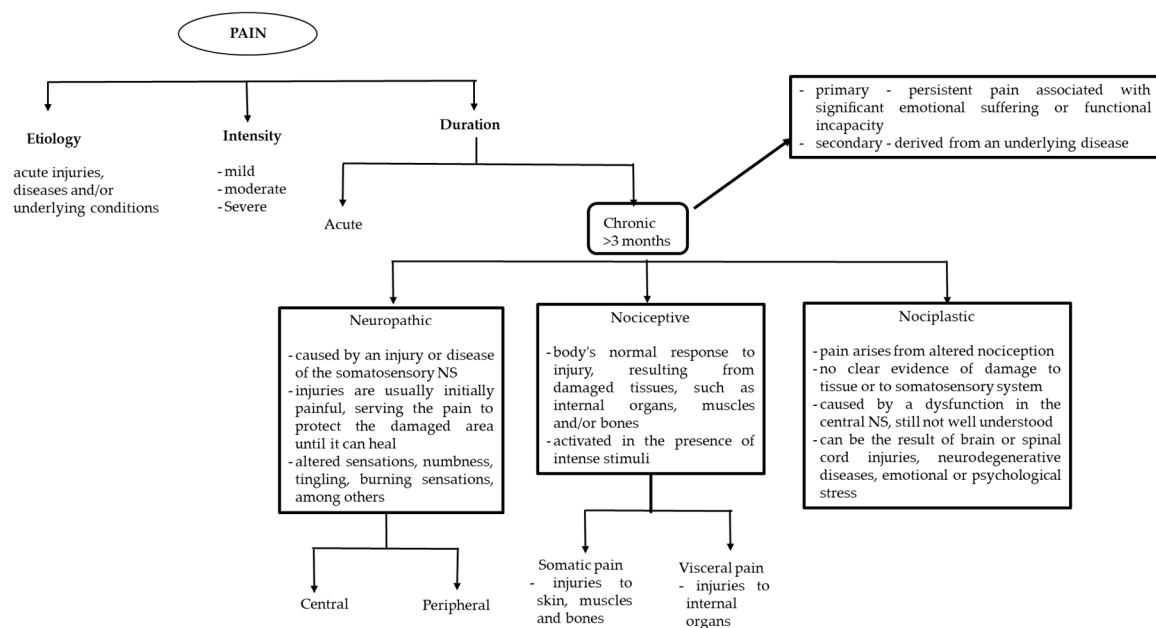 PAIN
Etiology
acute injuries,
diseases and/or
underlying conditions
Intensity
-mild
-moderate
-Severe
Duration
Acute
Chronic
>3 months
- primary - persistent pain associated with
significant emotional suffering or functional
incapacity
- secondary - derived from an underlying disease
Neuropathic
- caused by an injury or disease
of the somatosensory NS
- injuries are usually initially
painful, serving the pain to
protect the damaged area
until it can heal
- altered sensations, numbness,
tingling, burning sensations,
among others
Nociceptive
- body's normal response to
injury, resulting from
damaged tissues, such as
internal organs, muscles
and/or bones
- activated in the presence of
intense stimuli
Nociplastic
- pain arises from altered nociception
- no clear evidence of damage to
tissue or to somatosensory system
- caused by a dysfunction in the
central NS, still not well understood
- can be the result of brain or spinal
cord injuries, neurodegenerative
diseases, emotional or psychological
stress
Central
Peripheral
Somatic pain
- injuries to
skin, muscles
and bones
Visceral pain
- injuries to
internal
organs